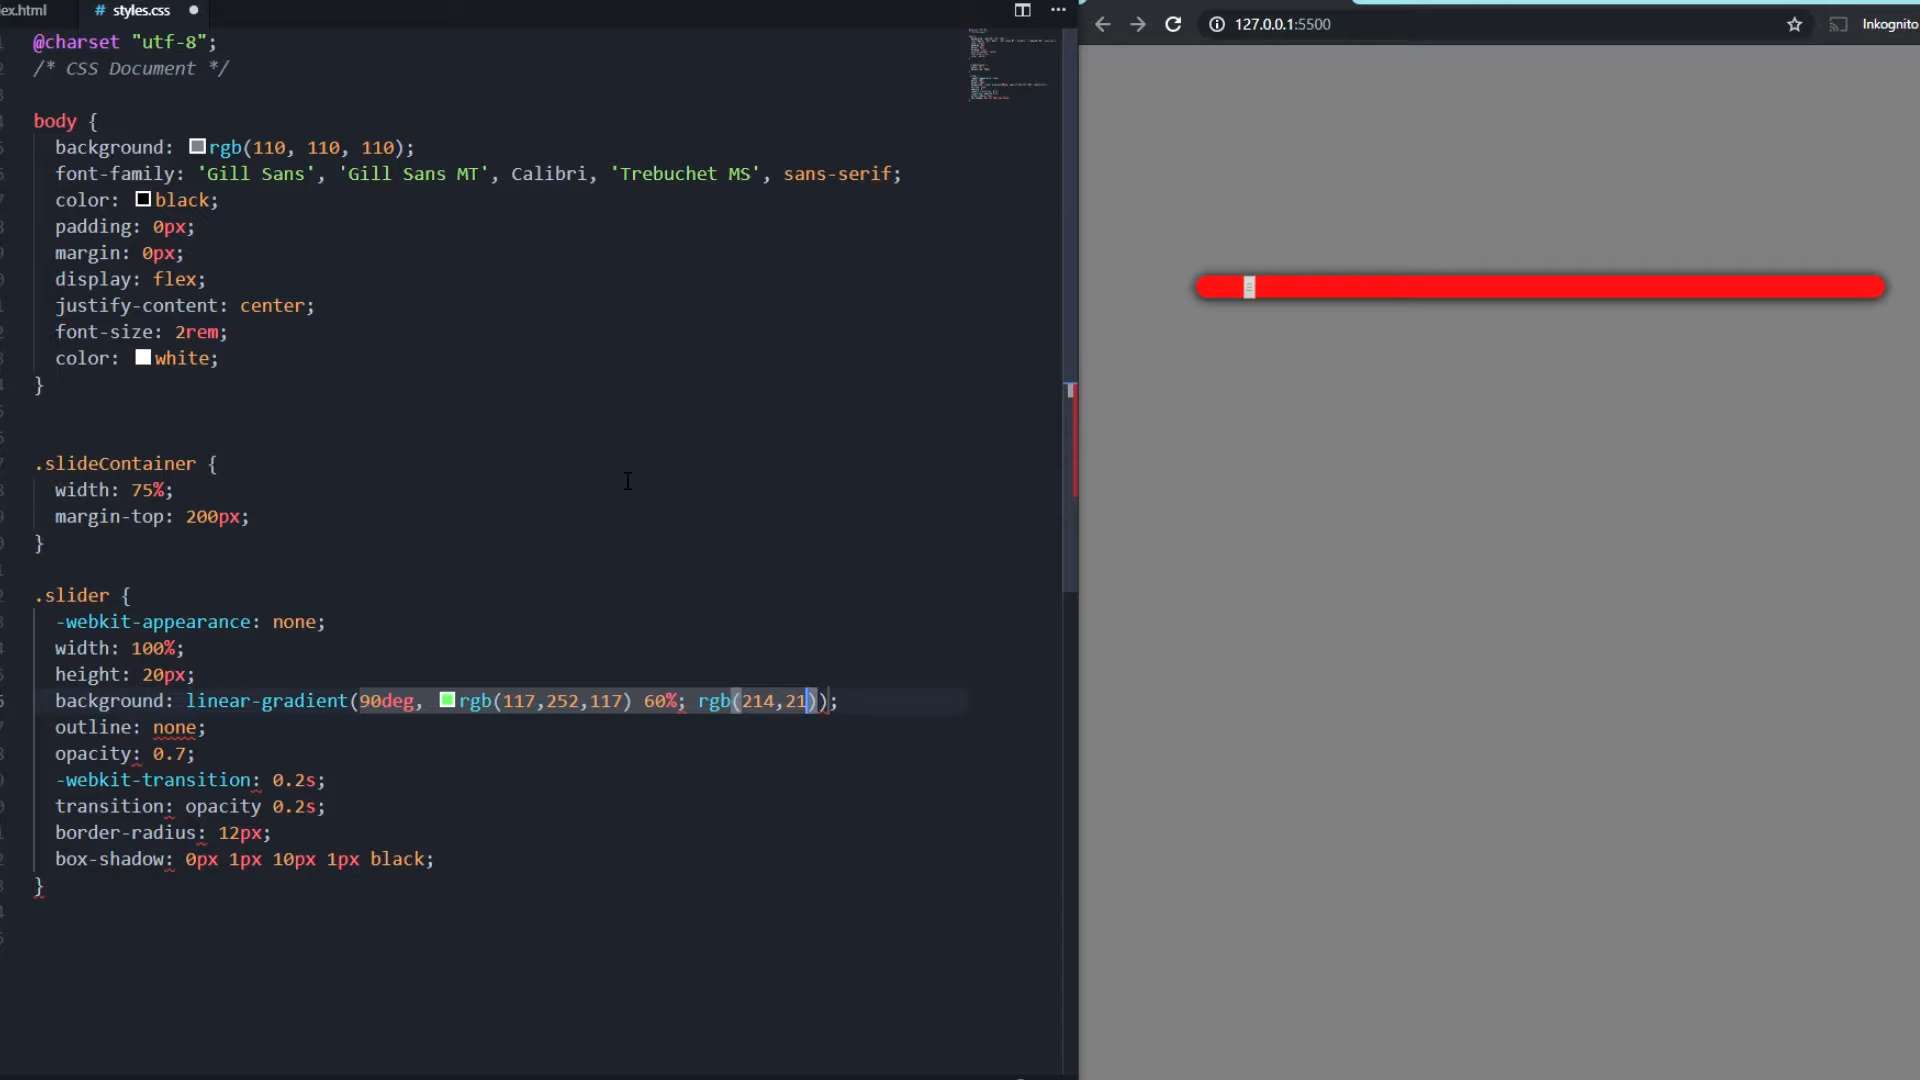 ex.html
# styles.css
127.0.0.1:5500
Inkognito
@charset "utf-8";
/* CSS Document */
body {
background: rgb(110, 110, 110);
font-family: 'Gill Sans', 'Gill Sans MT', Calibri, 'Trebuchet MS', sans-serif;
color: black;
padding: 0px;
margin: 0px;
display: flex;
justify-content: center;
font-size: 2rem;
color: white;
}
.slideContainer {
width: 75%;
margin-top: 200px;
}
.slider {
-webkit-appearance: none;
width: 100%;
height: 20px;
background: linear-gradient(90deg, rgb(117,252,117) 60%; rgb(214,21));
outline: none;
opacity: 0.7;
-webkit-transition: 0.2s;
transition: opacity 0.2s;
border-radius: 12px;
box-shadow: 0px 1px 10px 1px black;
}